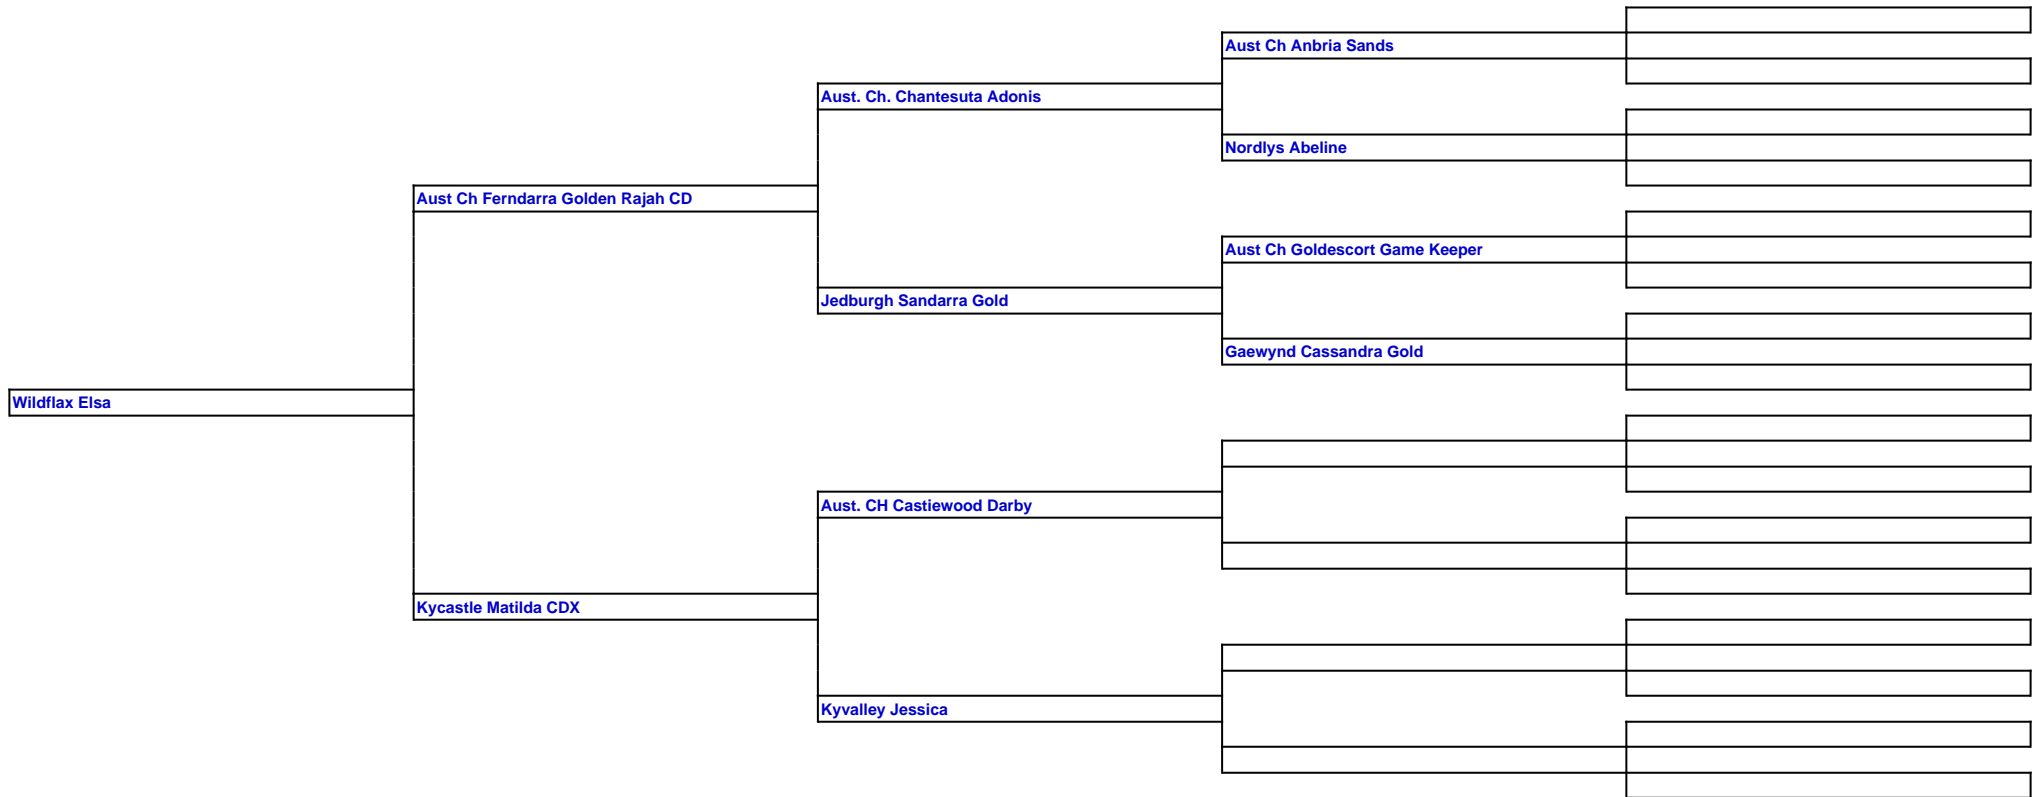 Aust Ch Anbria Sands
Aust. Ch. Chantesuta Adonis
Nordlys Abeline
Aust Ch Ferndarra Golden Rajah CD
Aust Ch Goldescort Game Keeper
Jedburgh Sandarra Gold
Gaewynd Cassandra Gold
Wildflax Elsa
Aust. CH Castiewood Darby
Kycastle Matilda CDX
Kyvalley Jessica